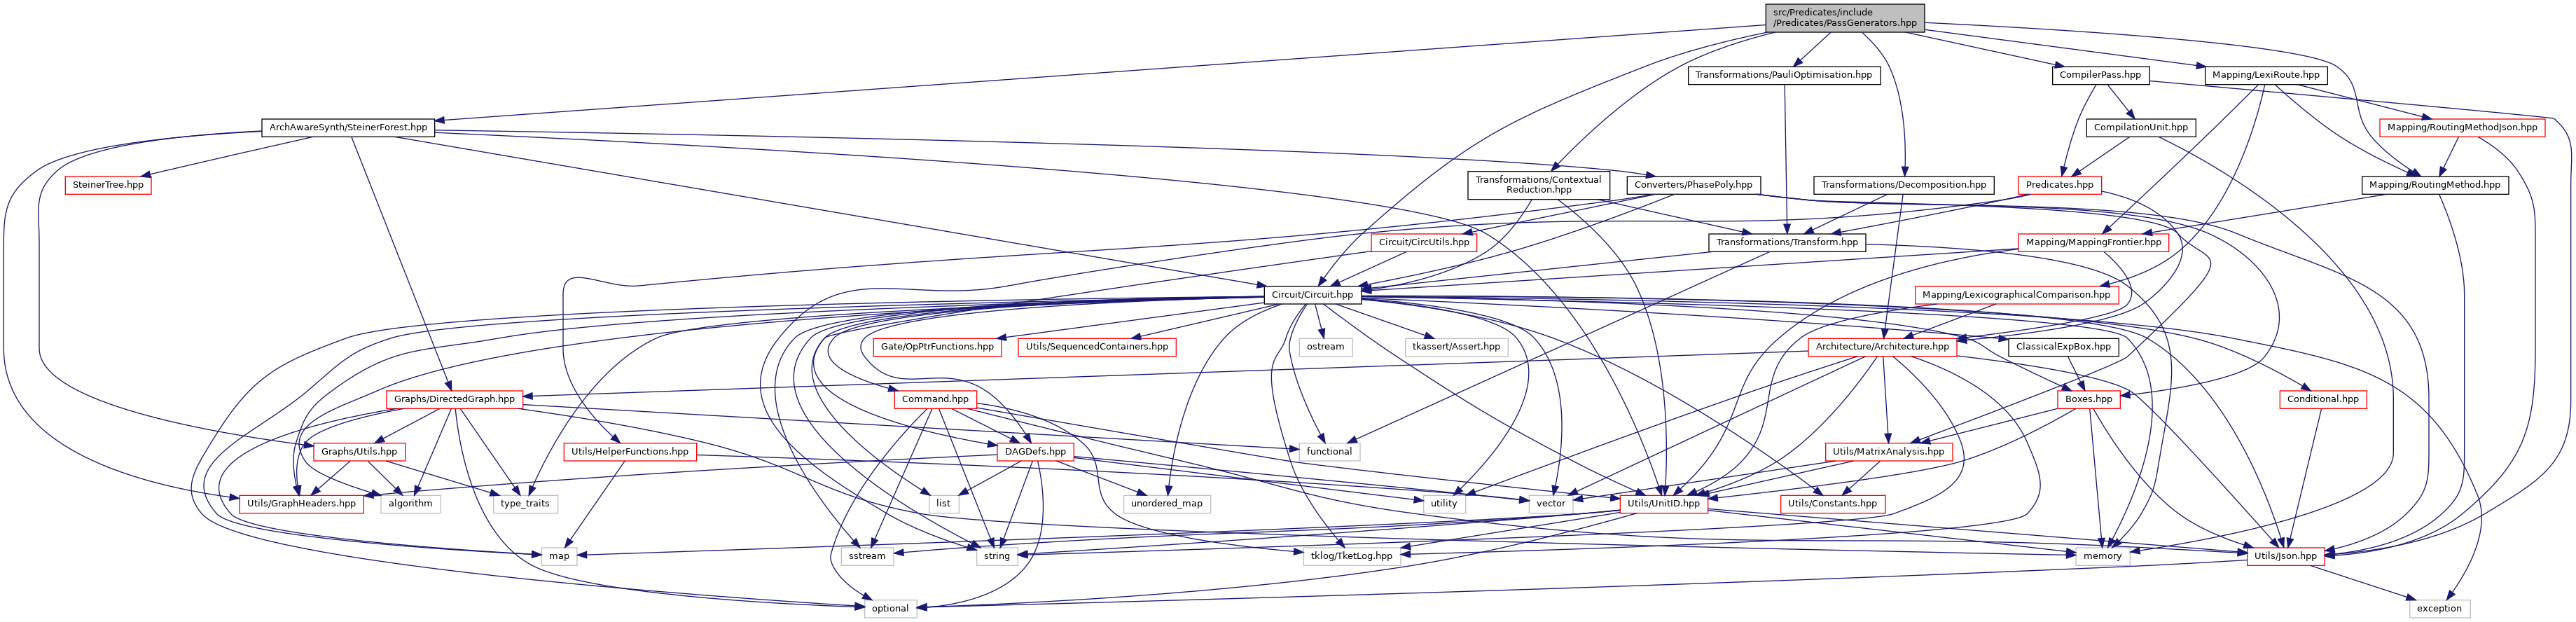 src/Predicates/include
/Predicates/PassGenerators.hpp
Transformations/PauliOptimisation.hpp
CompilerPass.hpp
Mapping/LexiRoute.hpp
ArchAwareSynth/SteinerForest.hpp
CompilationUnit.hpp
Mapping/RoutingMethodJson.hpp
SteinerTree.hpp
Transformations/Contextual
Reduction.hpp
Converters/PhasePoly.hpp
Transformations/Decomposition.hpp
Predicates.hpp
Mapping/RoutingMethod.hpp
Circuit/CircUtils.hpp
Transformations/Transform.hpp
Mapping/MappingFrontier.hpp
Circuit/Circuit.hpp
Mapping/LexicographicalComparison.hpp
Gate/OpPtrFunctions.hpp
Utils/SequencedContainers.hpp
ostream
tkassert/Assert.hpp
Architecture/Architecture.hpp
ClassicalExpBox.hpp
Graphs/DirectedGraph.hpp
Command.hpp
Boxes.hpp
Conditional.hpp
Graphs/Utils.hpp
Utils/HelperFunctions.hpp
functional
DAGDefs.hpp
Utils/MatrixAnalysis.hpp
Utils/GraphHeaders.hpp
algorithm
type_traits
list
unordered_map
utility
vector
Utils/UnitID.hpp
Utils/Constants.hpp
map
sstream
string
tklog/TketLog.hpp
memory
Utils/Json.hpp
optional
exception